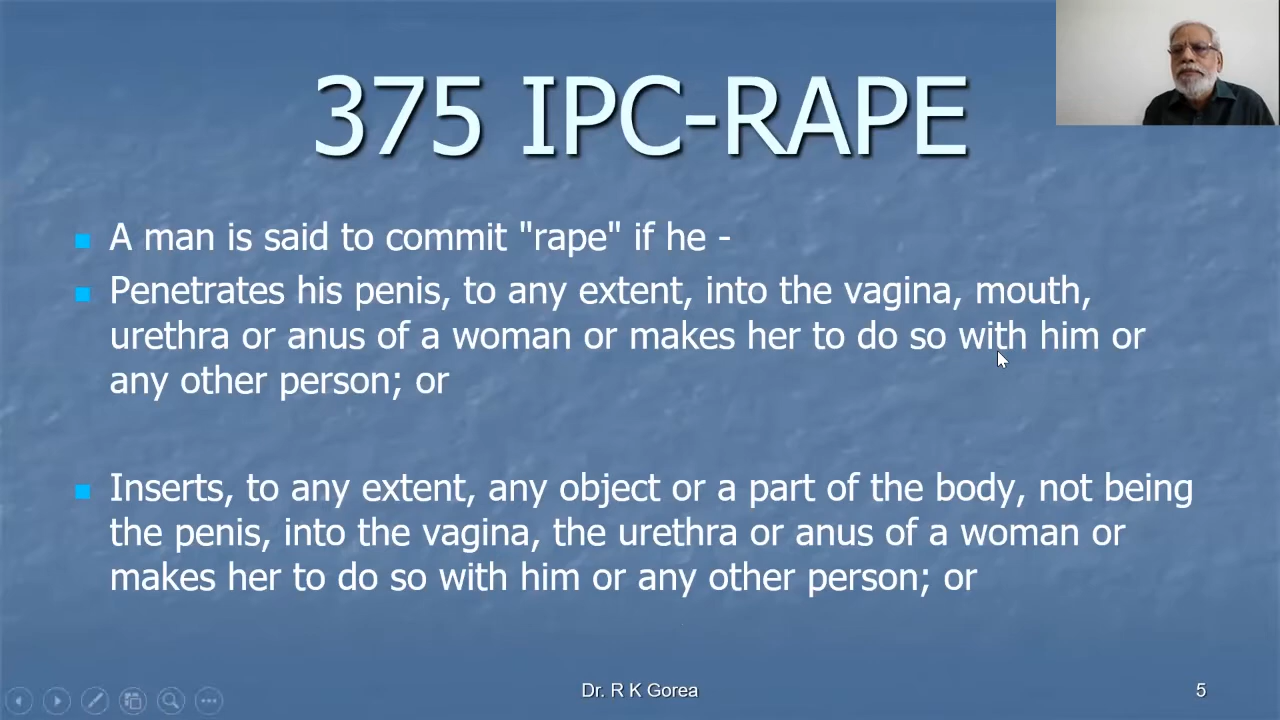 375 IPC-RAPE
A man is said to commit "rape" if he -
Penetrates his penis, to any extent, into the vagina, mouth,
urethra or anus of a woman or makes her to do so with him or
any other person; or
Inserts, to any extent, any object or a part of the body, not being
the penis, into the vagina, the urethra or anus of a woman or
makes her to do so with him or any other person; or
Dr. R K Gorea
5